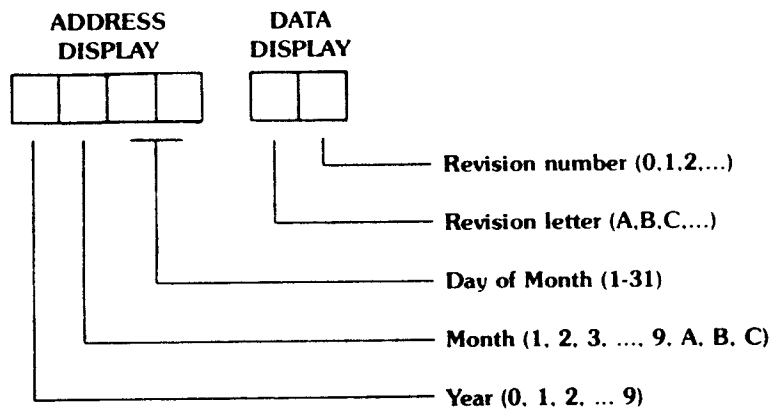 ADDRESS
DISPLAY
DATA
DISPLAY
Revision number (0,1,2,...)
Revision letter (A,B,C,...)
Day of Month (1-31)
Month (1, 2, 3, ..., 9, A, B, C)
Year (0, 1, 2, ... 9)